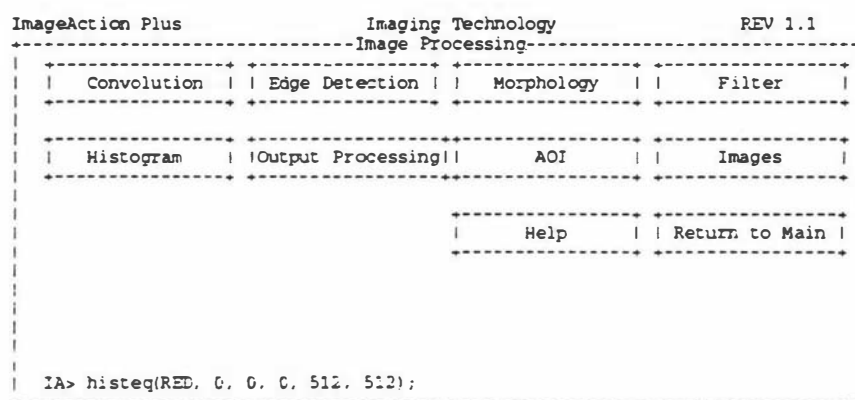 ImageAction Plus Imaging Technology REV 1.1
Image Processing
Convolution Edge Detection Morphology Filter
Histogram Output Processing AOI Images
Help Return to Main
IA> histeq(RED, 0, 0, 0, 512, 512);